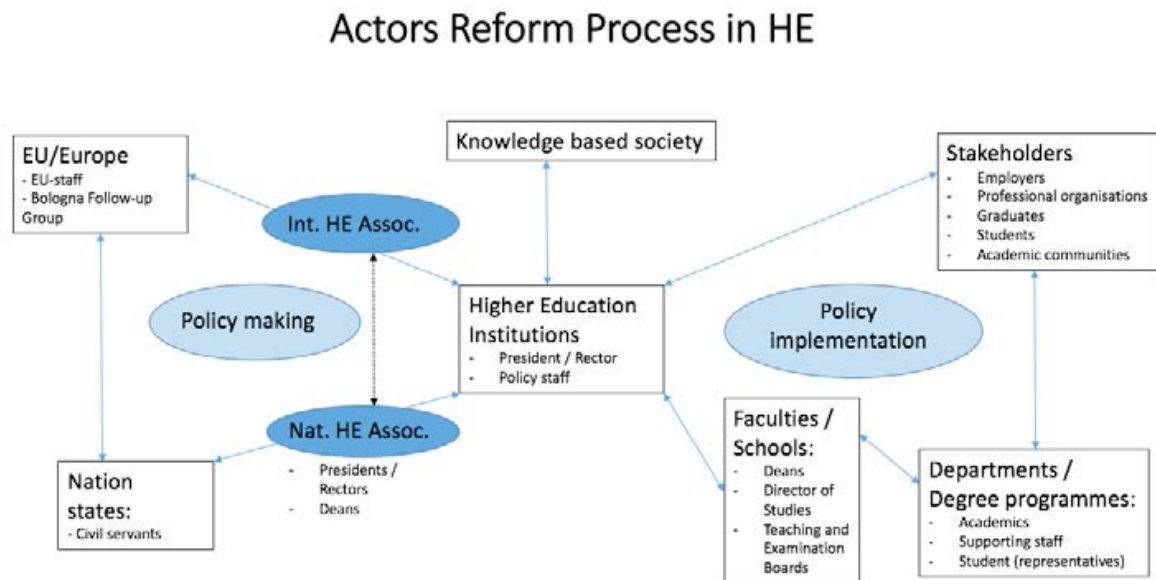 Actors Reform Process in HE
EU/Europe
- EU-staff
- Bologna Follow-up
Group
Knowledge based society
Stakeholders
- Employers
- Professional organisations
- Graduates
- Students
- Academic communities
Int. HE Assoc.
Policy making
Higher Education
Institutions
- President / Rector
- Policy staff
Policy
implementation
Nat. HE Assoc.
- Presidents /
Rectors
- Deans
Nation
states:
- Civil servants
Faculties /
Schools:
- Deans
- Director of
Studies
- Teaching and
Examination
Boards
Departments /
Degree programmes:
- Academics
- Supporting staff
- Student (representatives)